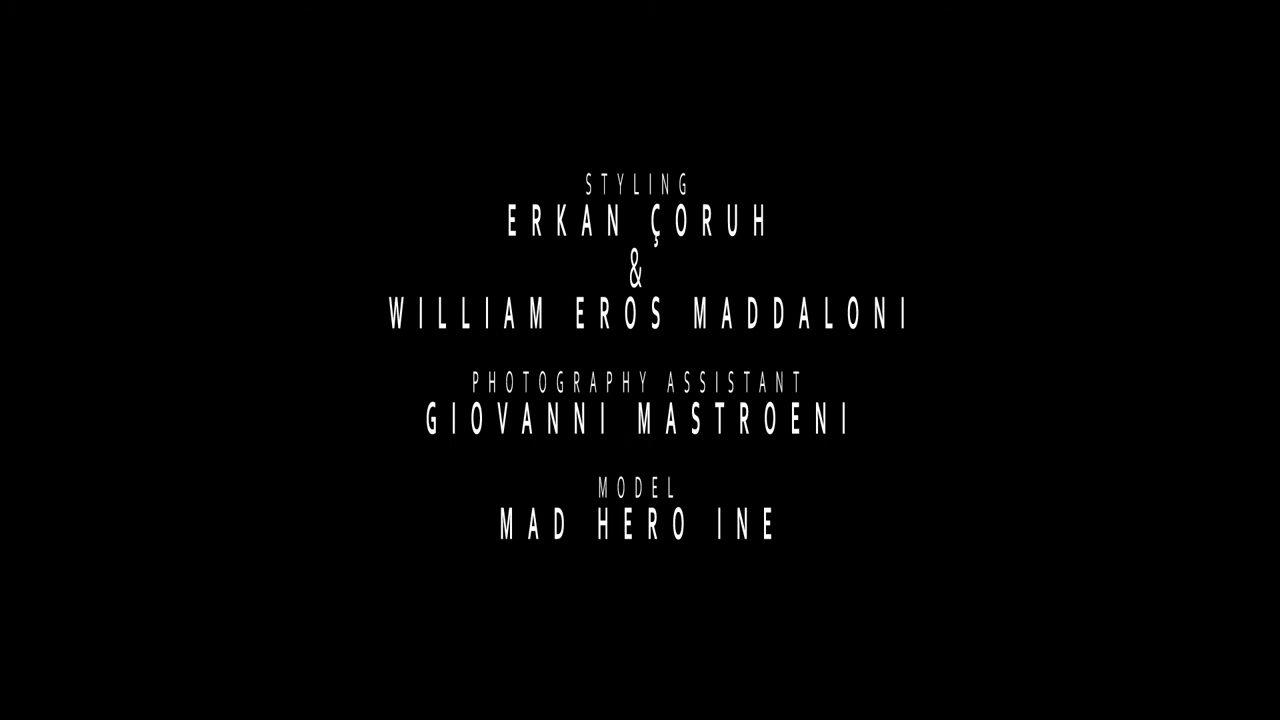 STYLING
ERKAN ÇORUH
&
WILLIAM EROS MADDALONI
PHOTOGRAPHY ASSISTANT
GIOVANNI MASTROENI
MODEL
MAD HERO INE